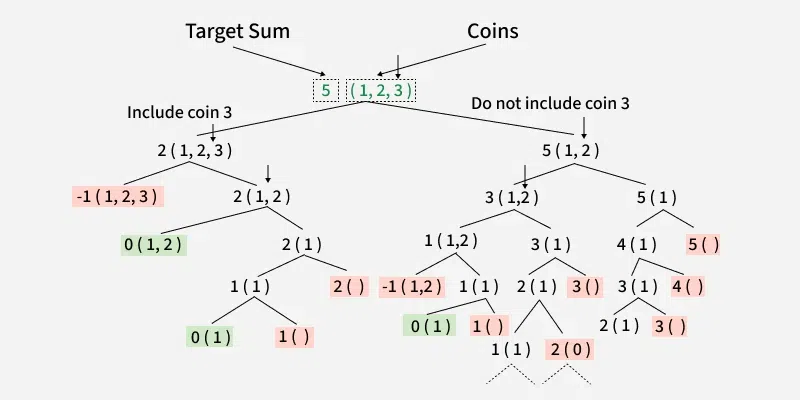 Target Sum Coins
5 ( 1, 2, 3 )
Include coin 3 Do not include coin 3
2 ( 1, 2, 3 ) 5 ( 1, 2 )
-1 ( 1, 2, 3 ) 2 ( 1, 2 ) 3 ( 1,2 ) 5 ( 1 )
0 ( 1, 2 ) 2 ( 1 ) 1 ( 1,2 ) 3 ( 1 ) 4 ( 1 ) 5 ( )
1 ( 1 ) 2 ( ) -1 ( 1,2 ) 1 ( 1 ) 2 ( 1 ) 3 ( ) 3 ( 1 ) 4 ( )
0 ( 1 ) 1 ( ) 0 ( 1 ) 1 ( ) 2 ( 1 ) 3 ( )
1 ( 1 ) 2 ( 0 )